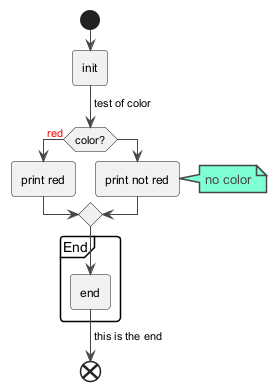 init
test of color
red
color?
print red
print not red
no color
End
end
this is the end